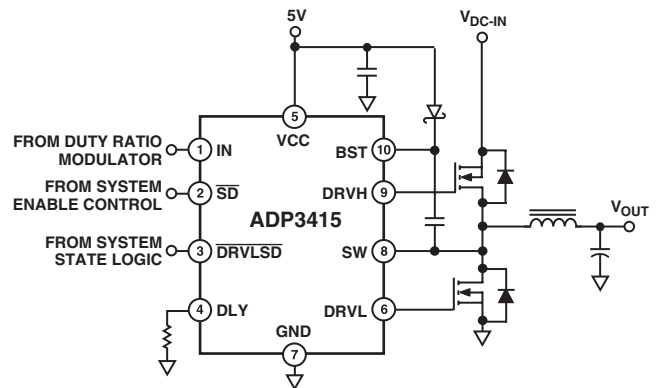 5V
VDC-IN
5
VCC
FROM DUTY RATIO
MODULATOR
1
IN
BST
10
FROM SYSTEM
ENABLE CONTROL
2
SD
DRVH
9
ADP3415
VOUT
FROM SYSTEM
STATE LOGIC
3
DRVLSD
SW
8
4
DLY
DRVL
6
GND
7